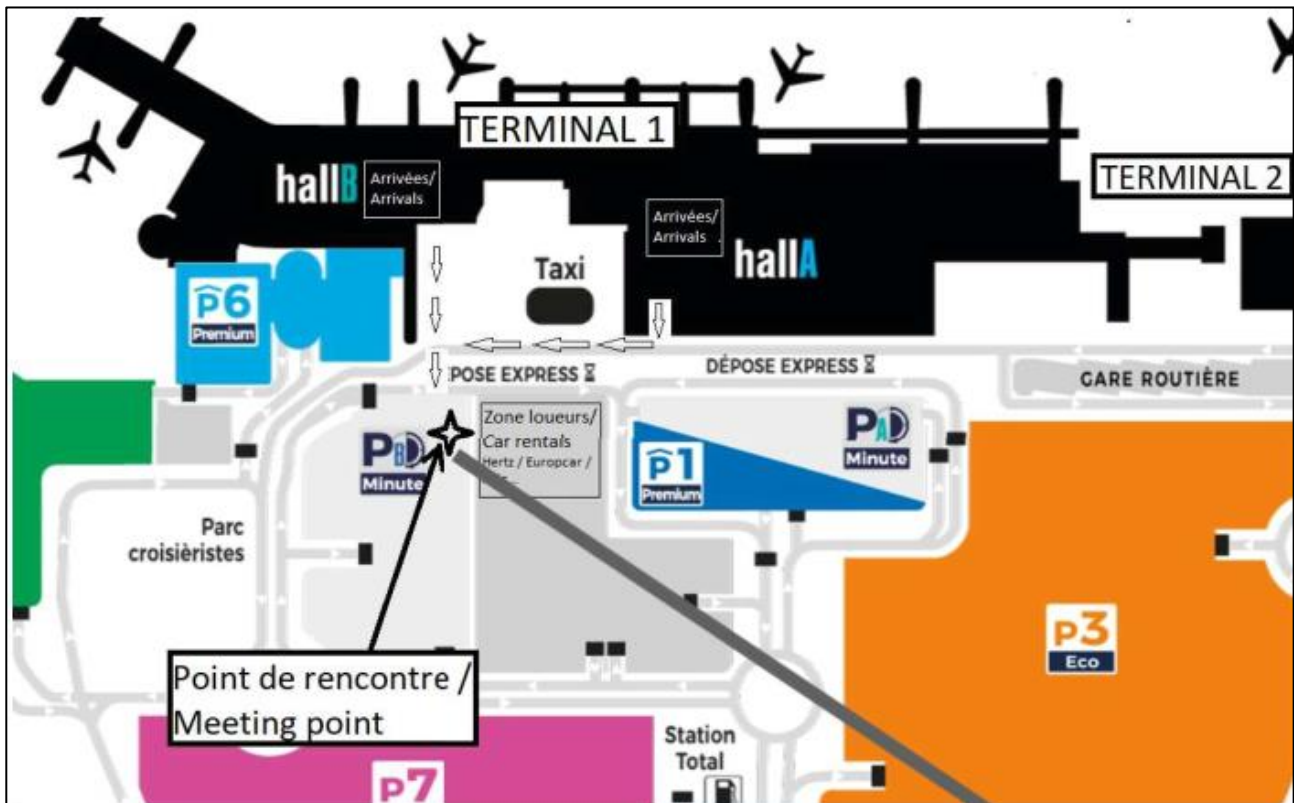 TERMINAL 1
TERMINAL 2
hallB
Arrivées/
Arrivals
Arrivées/
Arrivals
hallA
Taxi
P6
Premium
POSE EXPRESS
DÉPOSE EXPRESS
GARE ROUTIÈRE
Zone loueurs/
Car rentals
Hertz / Europcar /
PB
Minute
P1
Premium
PA
Minute
Parc
croisièristes
P3
Eco
Point de rencontre /
Meeting point
Station
Total
P7